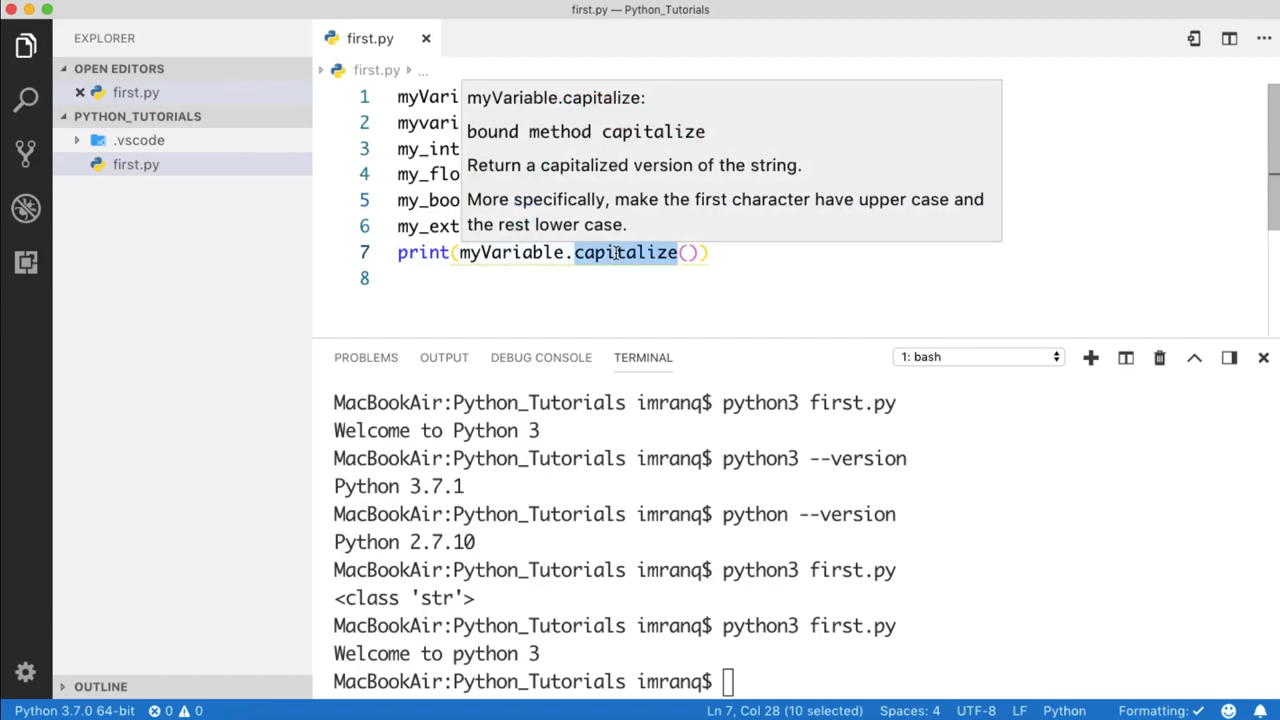 first.py — Python_Tutorials
EXPLORER
first.py
OPEN EDITORS
first.py
first.py
...
PYTHON_TUTORIALS
.vscode
first.py
1 myVari
2 myvari
3 my_int
4 my_flo
5 my_boo
6 my_ext
7 print(myVariable.capitalize())
8
myVariable.capitalize:
bound method capitalize
Return a capitalized version of the string.
More specifically, make the first character have upper case and
the rest lower case.
PROBLEMS OUTPUT DEBUG CONSOLE TERMINAL 1: bash
MacBookAir:Python_Tutorials imranq$ python3 first.py
Welcome to Python 3
MacBookAir:Python_Tutorials imranq$ python3 --version
Python 3.7.1
MacBookAir:Python_Tutorials imranq$ python --version
Python 2.7.10
MacBookAir:Python_Tutorials imranq$ python3 first.py
<class 'str'>
MacBookAir:Python_Tutorials imranq$ python3 first.py
Welcome to python 3
MacBookAir:Python_Tutorials imranq$
OUTLINE
Python 3.7.0 64-bit 0 0 Ln 7, Col 28 (10 selected) Spaces: 4 UTF-8 LF Python Formatting: ✓